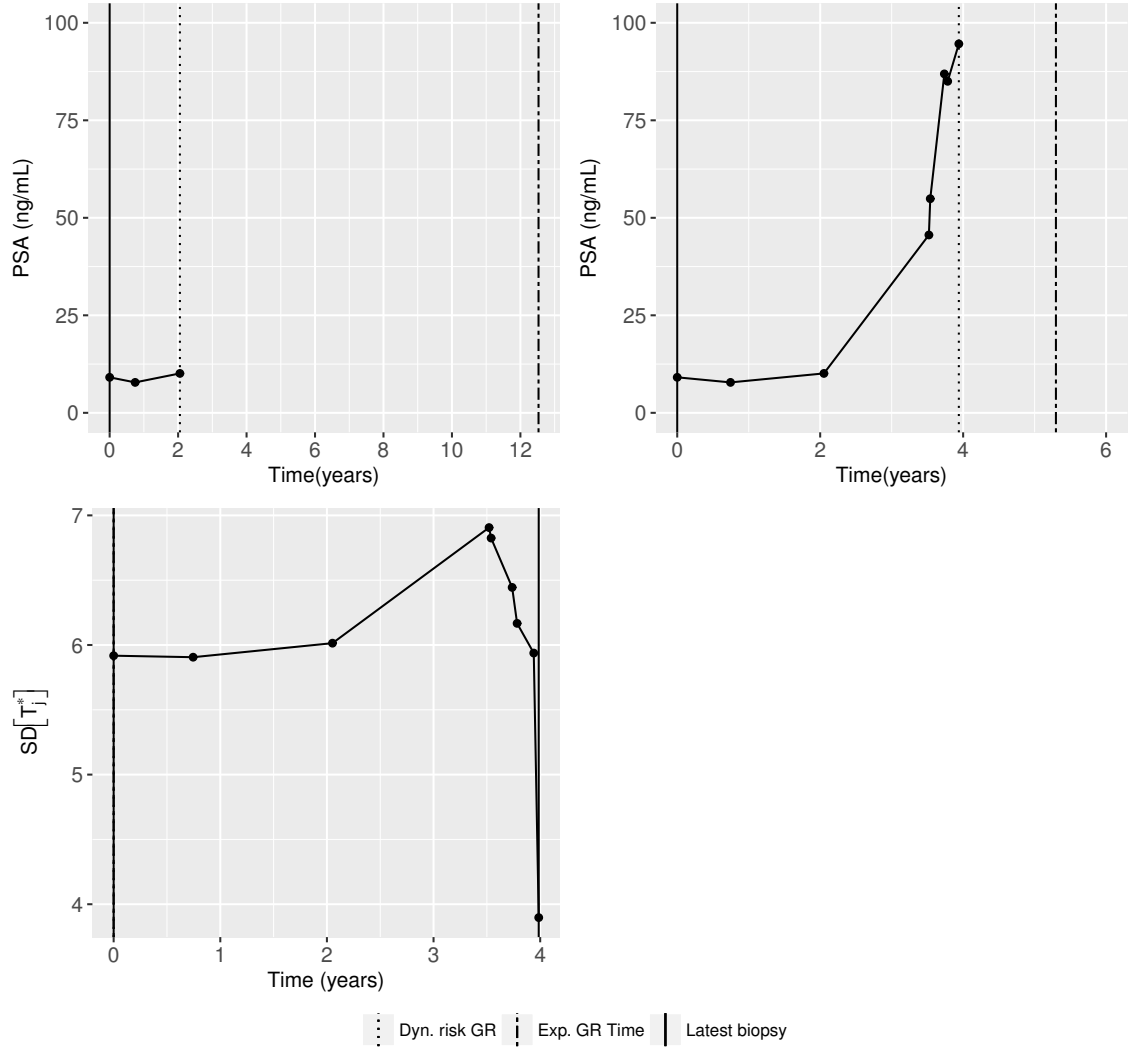 PSA (ng/mL)
100
75
50
25
0
0 2 4 6 8 10 12
Time(years)
PSA (ng/mL)
100
75
50
25
0
0 2 4 6
Time(years)
SD[T*j]
7
6
5
4
0 1 2 3 4
Time (years)
Dyn. risk GR Exp. GR Time Latest biopsy